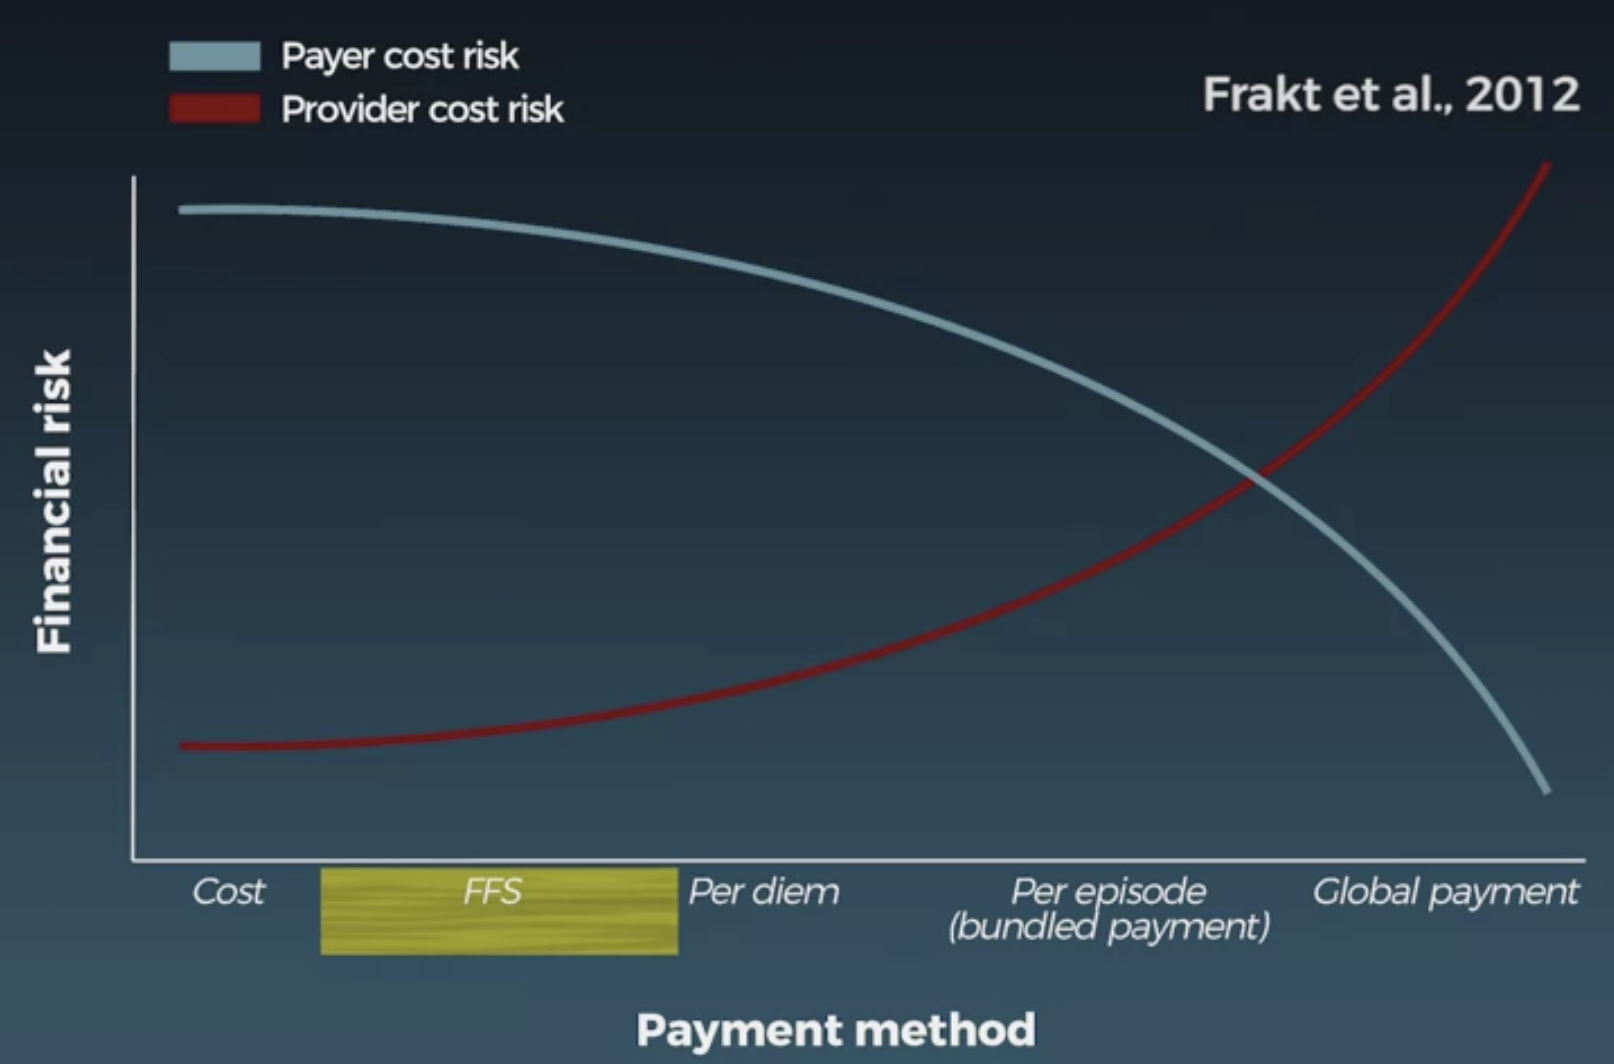 Payer cost risk
Provider cost risk
Frakt et al., 2012
Financial risk
Cost
FFS
Per diem
Per episode
(bundled payment)
Global payment
Payment method